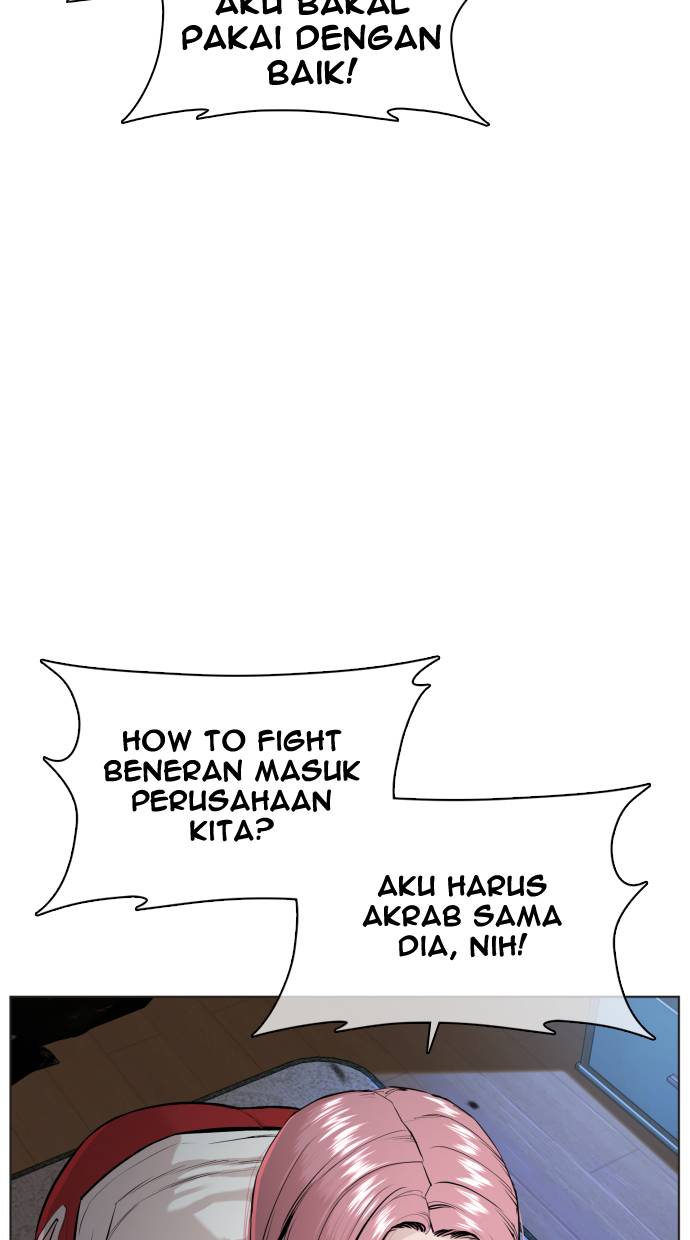 AKU BAKAL
PAKAI DENGAN
BAIK!
HOW TO FIGHT
BENERAN MASUK
PERUSAHAAN
KITA?
AKU HARUS
AKRAB SAMA
DIA, NIH!